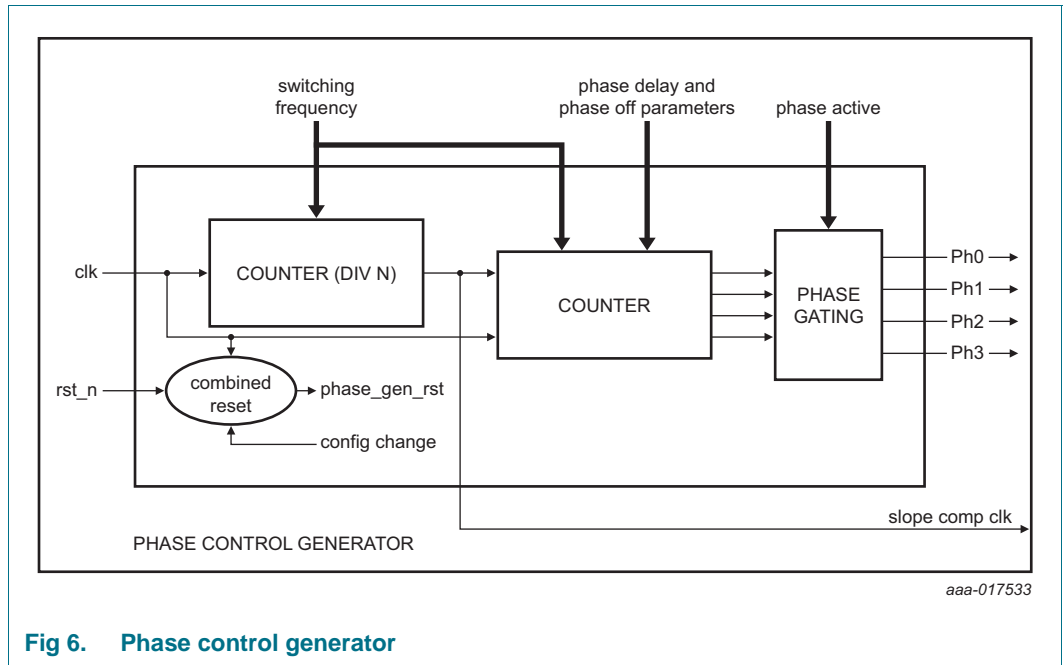 switching
frequency
phase delay and
phase off parameters
phase active
clk
COUNTER (DIV N)
COUNTER
PHASE
GATING
Ph0
Ph1
Ph2
Ph3
rst_n
combined
reset
phase_gen_rst
config change
slope comp clk
PHASE CONTROL GENERATOR
aaa-017533
Fig 6. Phase control generator